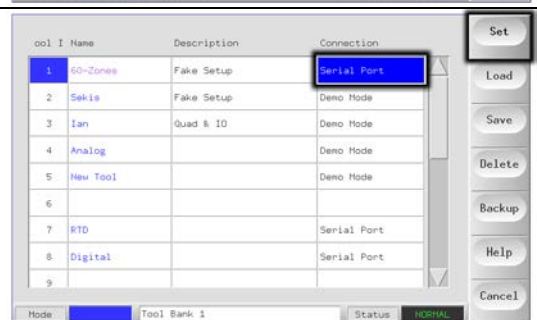 ool I Name Description Connection
1 60-Zones Fake Setup Serial Port
2 Sekis Fake Setup Demo Mode
3 Ian Quad & IO Demo Mode
4 Analog Demo Mode
5 New Tool Demo Mode
6
7 RTD Serial Port
8 Digital Serial Port
9
Set
Load
Save
Delete
Backup
Help
Cancel
Mode Tool Bank 1 Status NORMAL